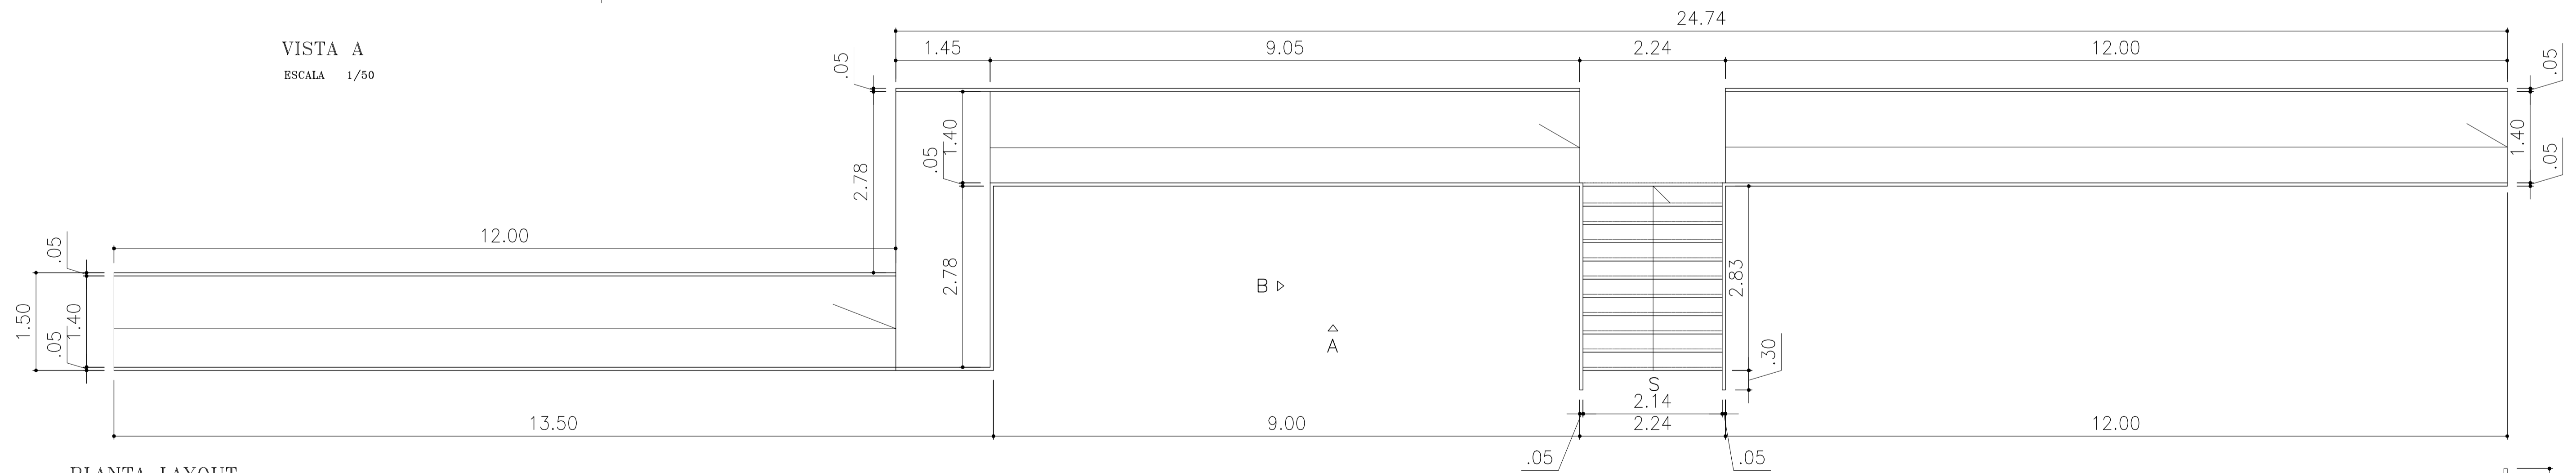 24.74
VISTA A
1.45 9.05 2.24 12.00
ESCALA 1/50
.05 .05
1.40 1.40
.05 .05
2.78
12.00
.05
2.78 2.83
B
1.50 1.40
.05
A .30
S
2.14
13.50 9.00 2.24 12.00
.05 .05
PLANTA LAYOUT